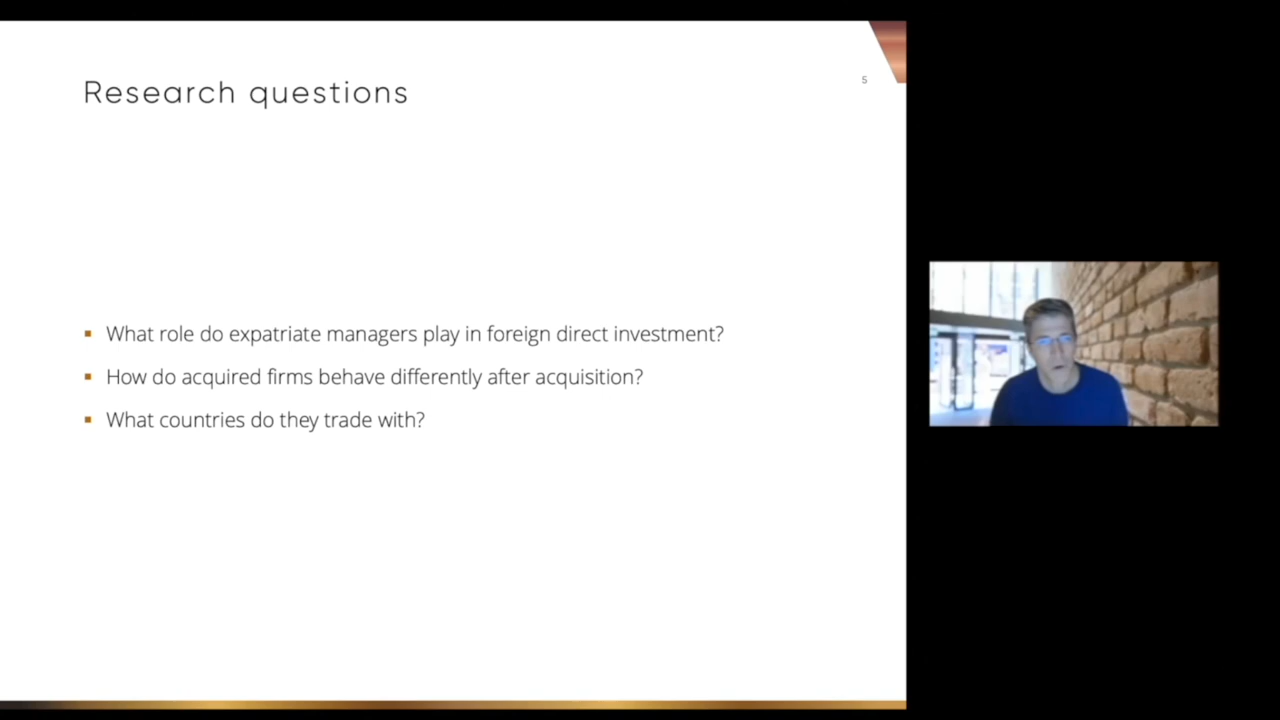 Research questions
5
▪ What role do expatriate managers play in foreign direct investment?
▪ How do acquired firms behave differently after acquisition?
▪ What countries do they trade with?